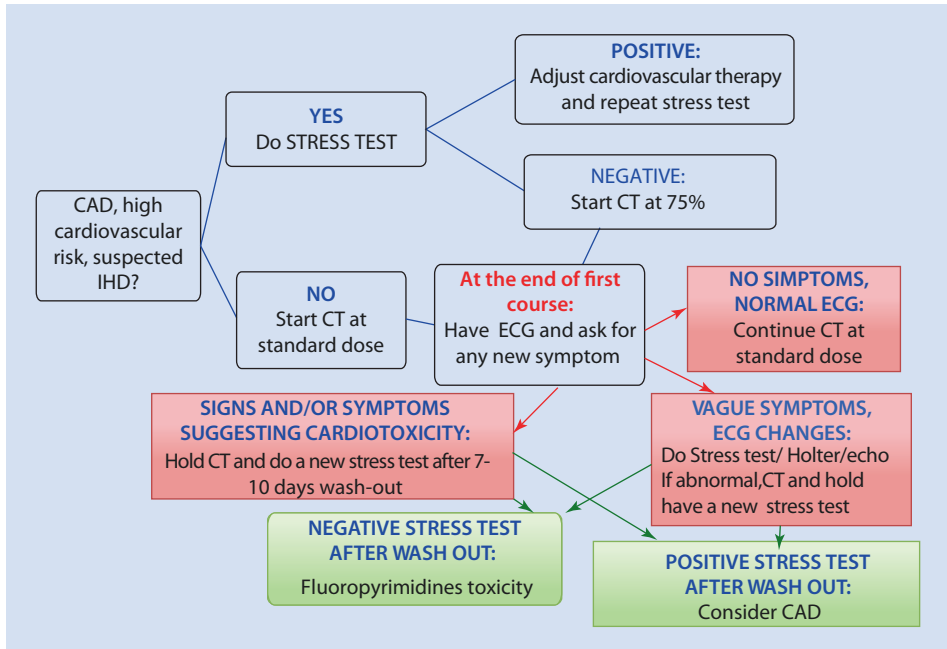 POSITIVE:
Adjust cardiovascular therapy
and repeat stress test
YES
Do STRESS TEST
NEGATIVE:
Start CT at 75%
CAD, high
cardiovascular
risk, suspected
IHD?
NO
Start CT at
standard dose
At the end of first
course:
Have ECG and ask for
any new symptom
NO SIMPTOMS,
NORMAL ECG:
Continue CT at
standard dose
SIGNS AND/OR SYMPTOMS
SUGGESTING CARDIOTOXICITY:
Hold CT and do a new stress test after 7-
10 days wash-out
VAGUE SYMPTOMS,
ECG CHANGES:
Do Stress test/ Holter/echo
If abnormal,CT and hold
have a new stress test
NEGATIVE STRESS TEST
AFTER WASH OUT:
Fluoropyrimidines toxicity
POSITIVE STRESS TEST
AFTER WASH OUT:
Consider CAD